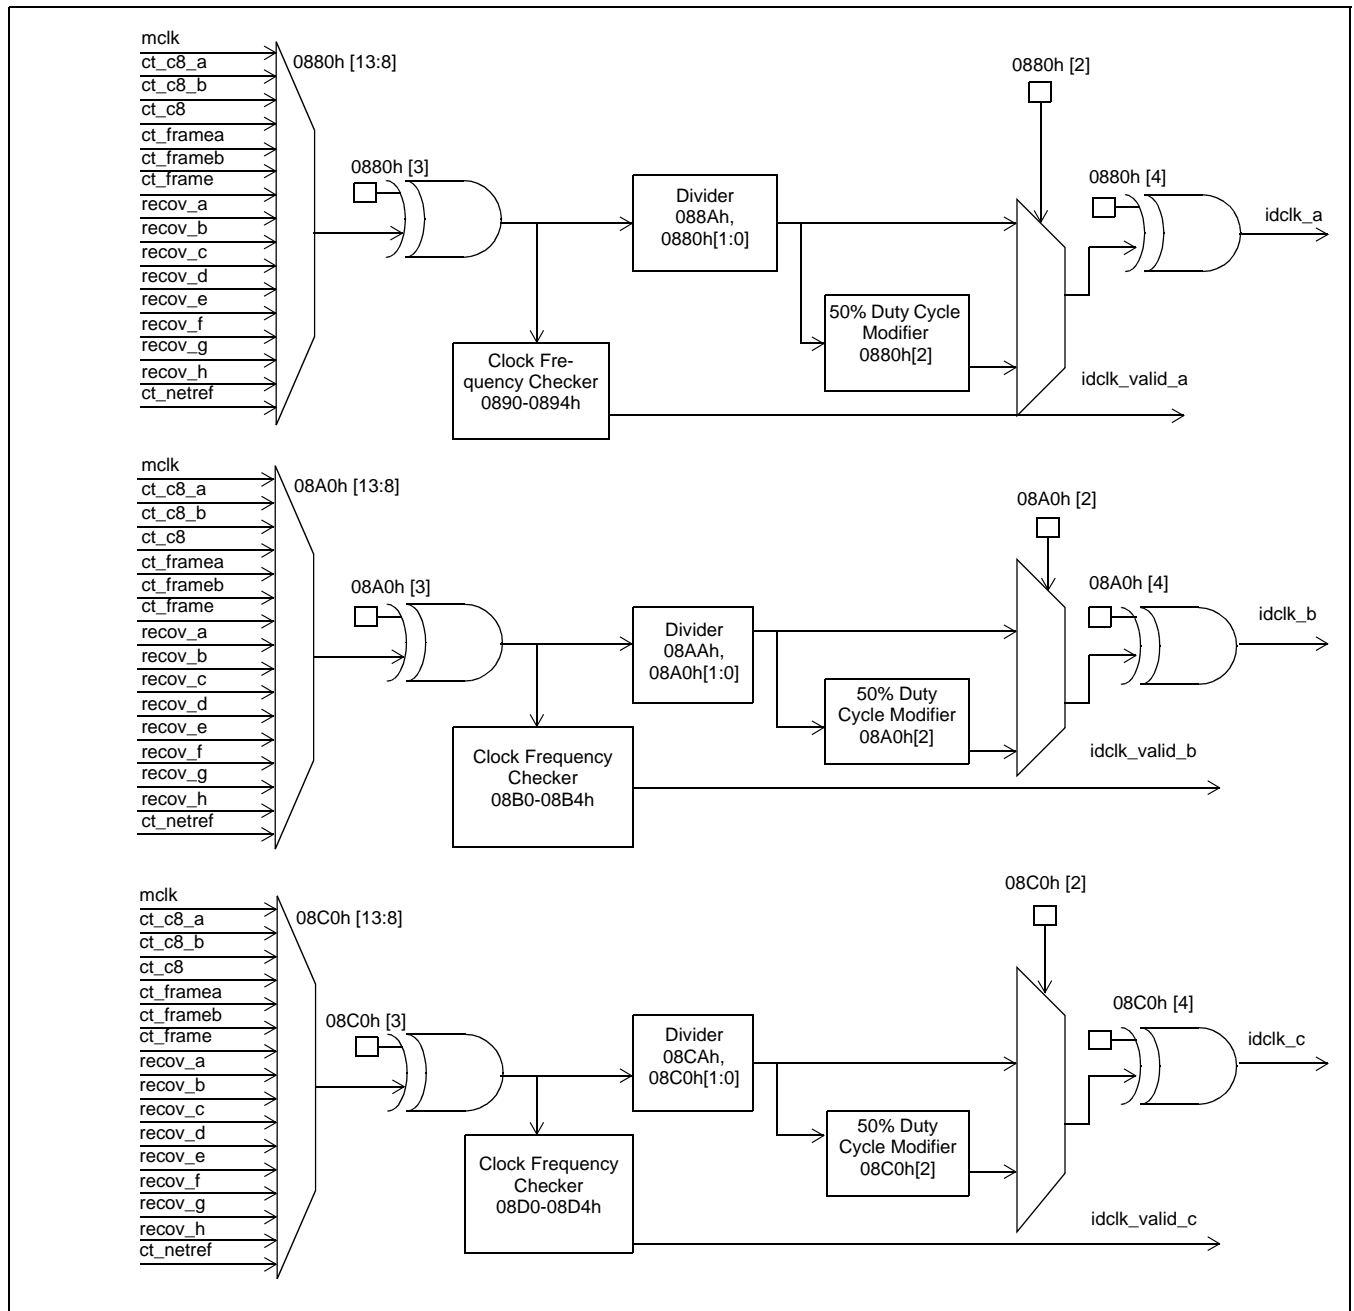 mclk
ct_c8_a
ct_c8_b
ct_c8
ct_framea
ct_frameb
ct_frame
recov_a
recov_b
recov_c
recov_d
recov_e
recov_f
recov_g
recov_h
ct_netref
0880h [13:8]
0880h [3]
Clock Fre-
quency Checker
0890-0894h
Divider
088Ah,
0880h[1:0]
50% Duty Cycle
Modifier
0880h[2]
0880h [2]
0880h [4]
idclk_a
idclk_valid_a
mclk
ct_c8_a
ct_c8_b
ct_c8
ct_framea
ct_frameb
ct_frame
recov_a
recov_b
recov_c
recov_d
recov_e
recov_f
recov_g
recov_h
ct_netref
08A0h [13:8]
08A0h [3]
Clock Frequency
Checker
08B0-08B4h
Divider
08AAh,
08A0h[1:0]
50% Duty
Cycle Modifier
08A0h[2]
08A0h [2]
08A0h [4]
idclk_b
idclk_valid_b
mclk
ct_c8_a
ct_c8_b
ct_c8
ct_framea
ct_frameb
ct_frame
recov_a
recov_b
recov_c
recov_d
recov_e
recov_f
recov_g
recov_h
ct_netref
08C0h [13:8]
08C0h [3]
Clock Frequency
Checker
08D0-08D4h
Divider
08CAh,
08C0h[1:0]
50% Duty
Cycle Modifier
08C0h[2]
08C0h [2]
08C0h [4]
idclk_c
idclk_valid_c